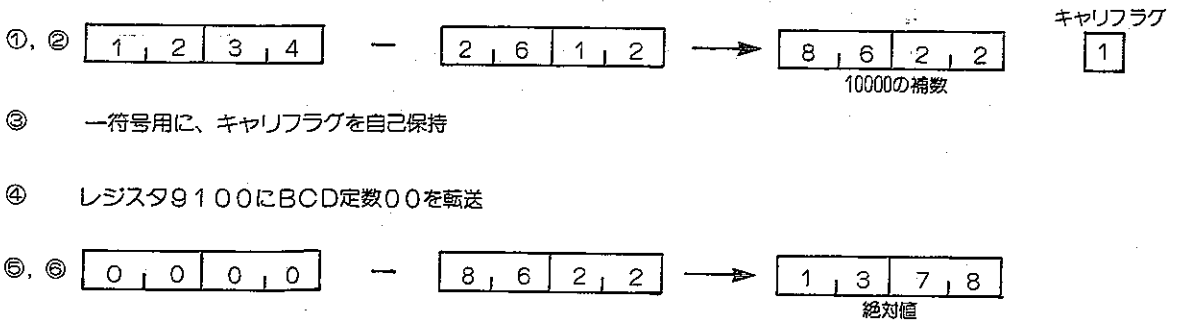 キャリフラグ
①, ② 1 2 3 4 － 2 6 1 2 → 8 6 2 2 1
10000の補数
③ －符号用に、キャリフラグを自己保持
④ レジスタ9100にBCD定数00を転送
⑤, ⑥ 0 0 0 0 － 8 6 2 2 → 1 3 7 8
絶対値